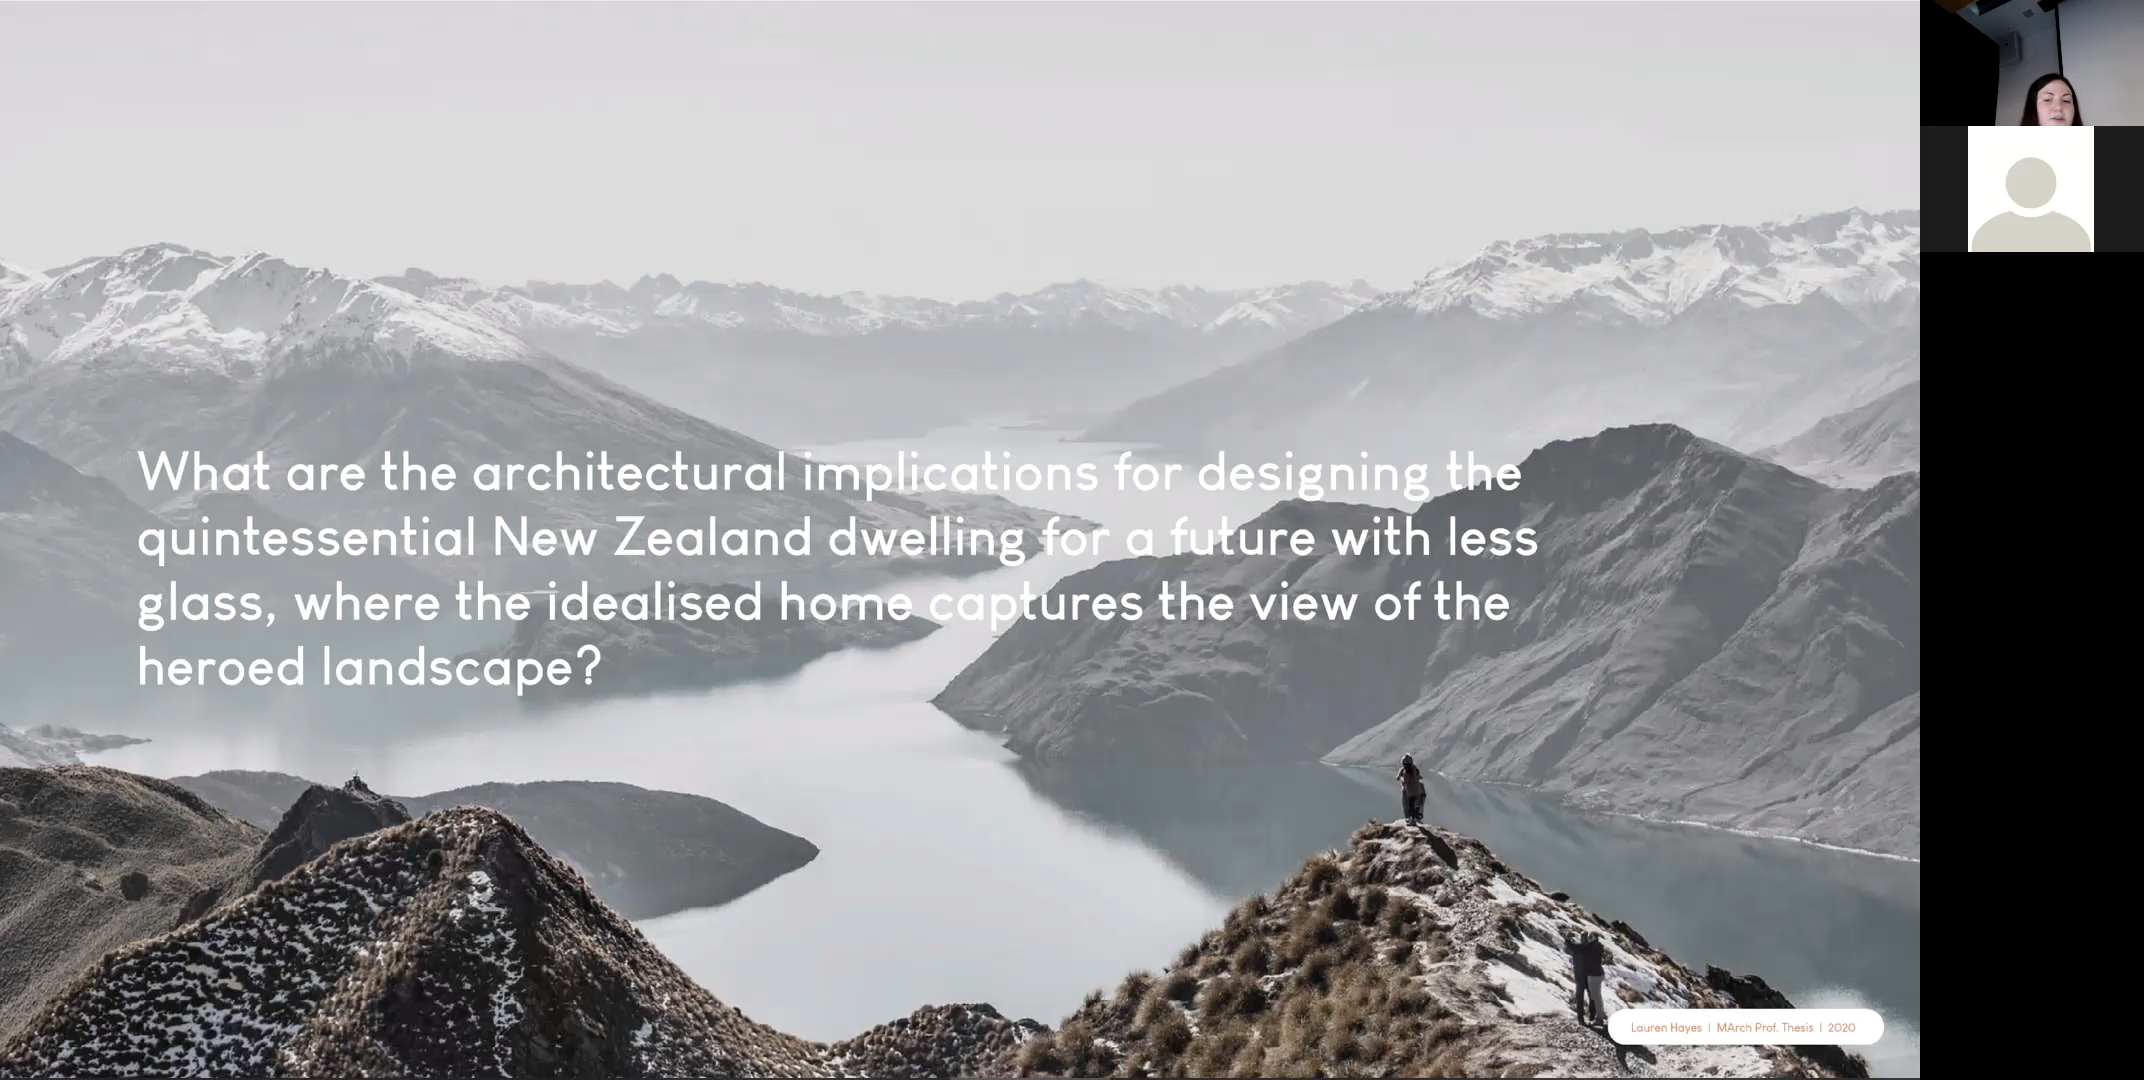 What are the architectural implications for designing the
quintessential New Zealand dwelling for a future with less
glass, where the idealised home captures the view of the
heroed landscape?
Lauren Hayes | MArch Prof. Thesis | 2020